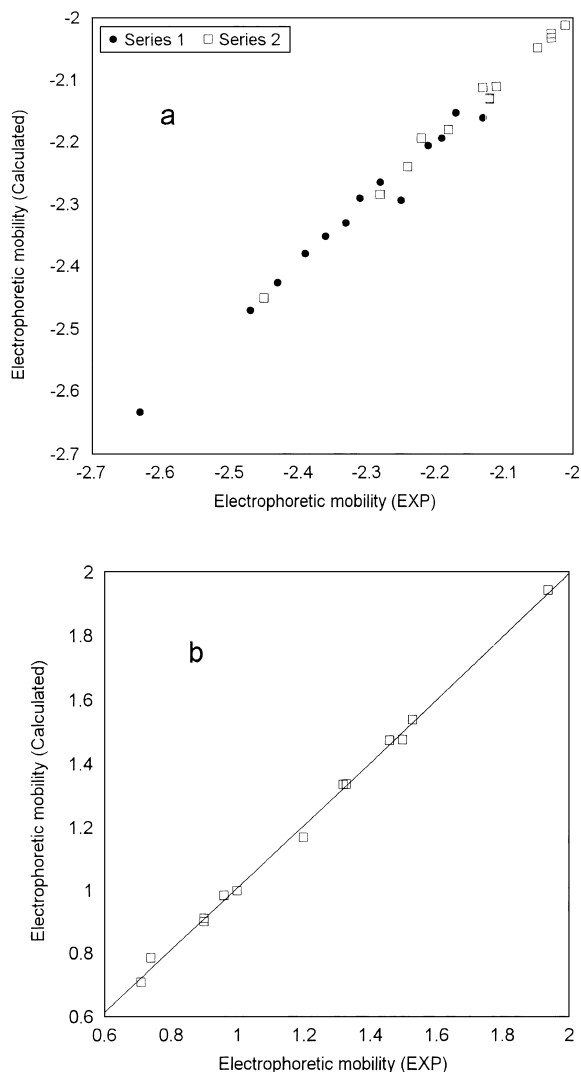 -2
Series 1
Series 2
-2.1
a
-2.2
-2.3
-2.4
-2.5
-2.6
-2.7
Electrophoretic mobility (Calculated)
-2.7 -2.6 -2.5 -2.4 -2.3 -2.2 -2.1 -2
Electrophoretic mobility (EXP)
2
1.8
b
1.6
1.4
1.2
1
0.8
0.6
Electrophoretic mobility (Calculated)
0.6 0.8 1 1.2 1.4 1.6 1.8 2
Electrophoretic mobility (EXP)